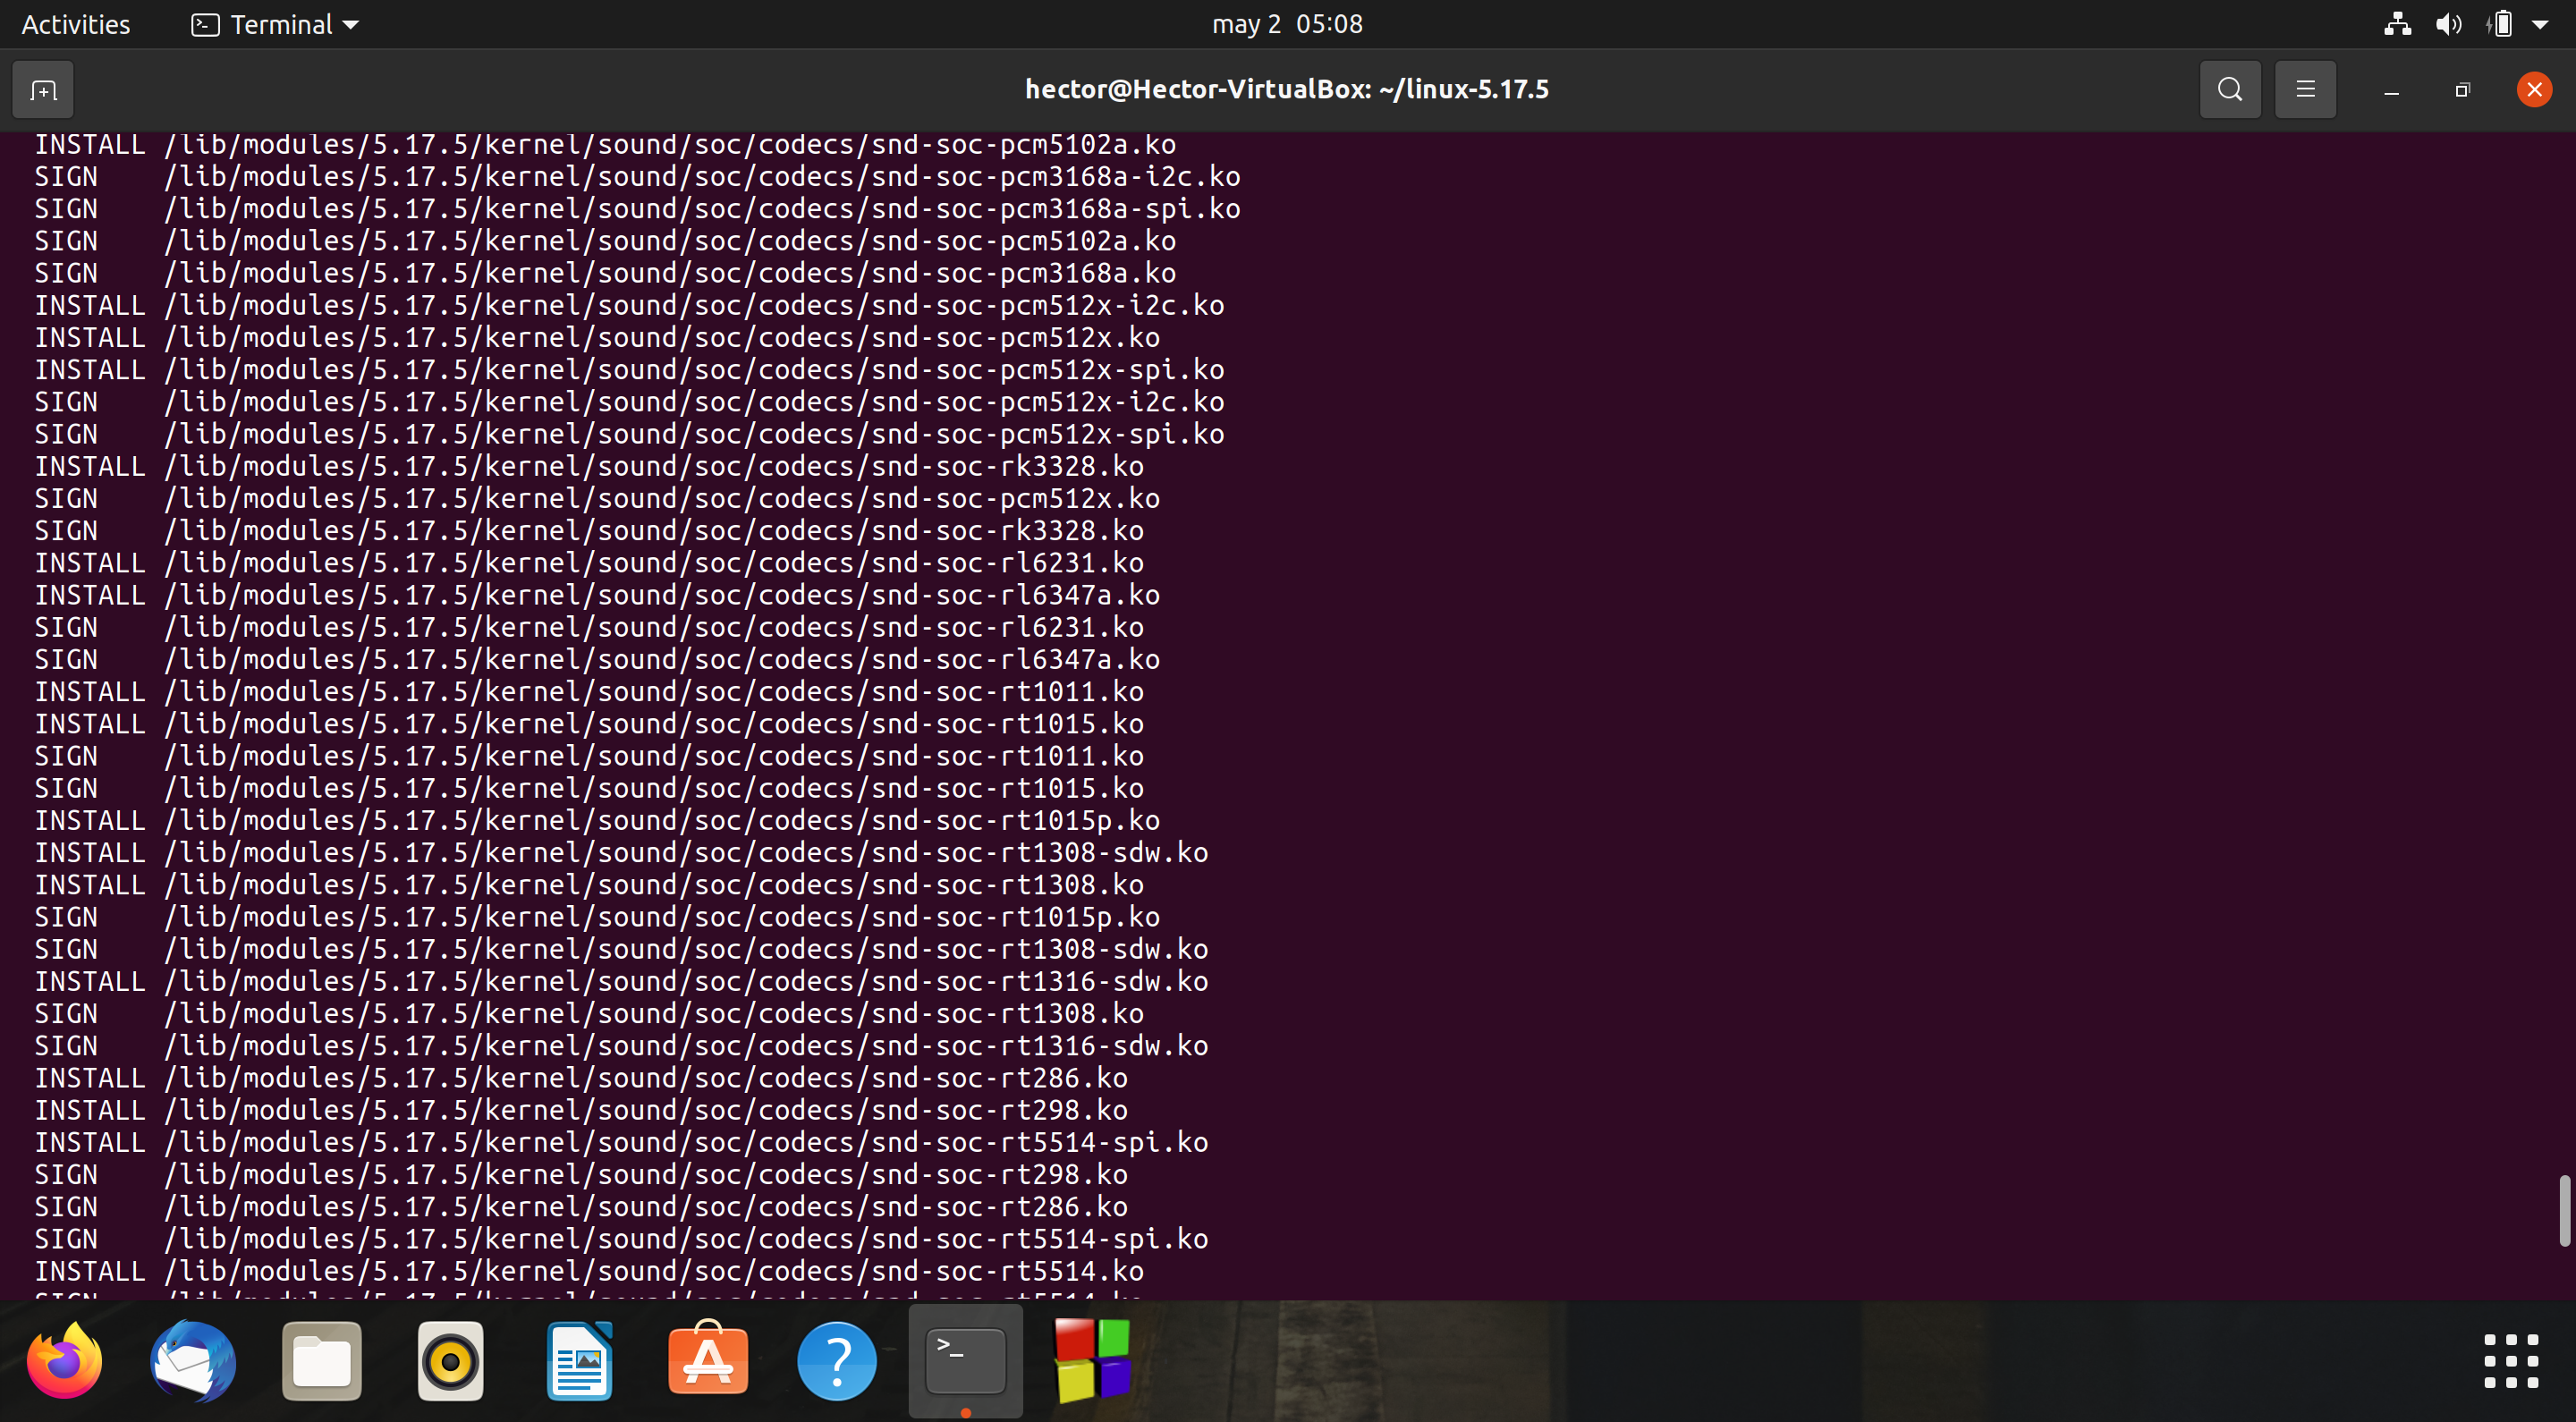 Activities
Terminal
may 2 05:08
hector@Hector-VirtualBox: ~/linux-5.17.5
INSTALL /lib/modules/5.17.5/kernel/sound/soc/codecs/snd-soc-pcm5102a.ko
SIGN /lib/modules/5.17.5/kernel/sound/soc/codecs/snd-soc-pcm3168a-i2c.ko
SIGN /lib/modules/5.17.5/kernel/sound/soc/codecs/snd-soc-pcm3168a-spi.ko
SIGN /lib/modules/5.17.5/kernel/sound/soc/codecs/snd-soc-pcm5102a.ko
SIGN /lib/modules/5.17.5/kernel/sound/soc/codecs/snd-soc-pcm3168a.ko
INSTALL /lib/modules/5.17.5/kernel/sound/soc/codecs/snd-soc-pcm512x-i2c.ko
INSTALL /lib/modules/5.17.5/kernel/sound/soc/codecs/snd-soc-pcm512x.ko
INSTALL /lib/modules/5.17.5/kernel/sound/soc/codecs/snd-soc-pcm512x-spi.ko
SIGN /lib/modules/5.17.5/kernel/sound/soc/codecs/snd-soc-pcm512x-i2c.ko
SIGN /lib/modules/5.17.5/kernel/sound/soc/codecs/snd-soc-pcm512x-spi.ko
INSTALL /lib/modules/5.17.5/kernel/sound/soc/codecs/snd-soc-rk3328.ko
SIGN /lib/modules/5.17.5/kernel/sound/soc/codecs/snd-soc-pcm512x.ko
SIGN /lib/modules/5.17.5/kernel/sound/soc/codecs/snd-soc-rk3328.ko
INSTALL /lib/modules/5.17.5/kernel/sound/soc/codecs/snd-soc-rl6231.ko
INSTALL /lib/modules/5.17.5/kernel/sound/soc/codecs/snd-soc-rl6347a.ko
SIGN /lib/modules/5.17.5/kernel/sound/soc/codecs/snd-soc-rl6231.ko
SIGN /lib/modules/5.17.5/kernel/sound/soc/codecs/snd-soc-rl6347a.ko
INSTALL /lib/modules/5.17.5/kernel/sound/soc/codecs/snd-soc-rt1011.ko
INSTALL /lib/modules/5.17.5/kernel/sound/soc/codecs/snd-soc-rt1015.ko
SIGN /lib/modules/5.17.5/kernel/sound/soc/codecs/snd-soc-rt1011.ko
SIGN /lib/modules/5.17.5/kernel/sound/soc/codecs/snd-soc-rt1015.ko
INSTALL /lib/modules/5.17.5/kernel/sound/soc/codecs/snd-soc-rt1015p.ko
INSTALL /lib/modules/5.17.5/kernel/sound/soc/codecs/snd-soc-rt1308-sdw.ko
INSTALL /lib/modules/5.17.5/kernel/sound/soc/codecs/snd-soc-rt1308.ko
SIGN /lib/modules/5.17.5/kernel/sound/soc/codecs/snd-soc-rt1015p.ko
SIGN /lib/modules/5.17.5/kernel/sound/soc/codecs/snd-soc-rt1308-sdw.ko
INSTALL /lib/modules/5.17.5/kernel/sound/soc/codecs/snd-soc-rt1316-sdw.ko
SIGN /lib/modules/5.17.5/kernel/sound/soc/codecs/snd-soc-rt1308.ko
SIGN /lib/modules/5.17.5/kernel/sound/soc/codecs/snd-soc-rt1316-sdw.ko
INSTALL /lib/modules/5.17.5/kernel/sound/soc/codecs/snd-soc-rt286.ko
INSTALL /lib/modules/5.17.5/kernel/sound/soc/codecs/snd-soc-rt298.ko
INSTALL /lib/modules/5.17.5/kernel/sound/soc/codecs/snd-soc-rt5514-spi.ko
SIGN /lib/modules/5.17.5/kernel/sound/soc/codecs/snd-soc-rt298.ko
SIGN /lib/modules/5.17.5/kernel/sound/soc/codecs/snd-soc-rt286.ko
SIGN /lib/modules/5.17.5/kernel/sound/soc/codecs/snd-soc-rt5514-spi.ko
INSTALL /lib/modules/5.17.5/kernel/sound/soc/codecs/snd-soc-rt5514.ko